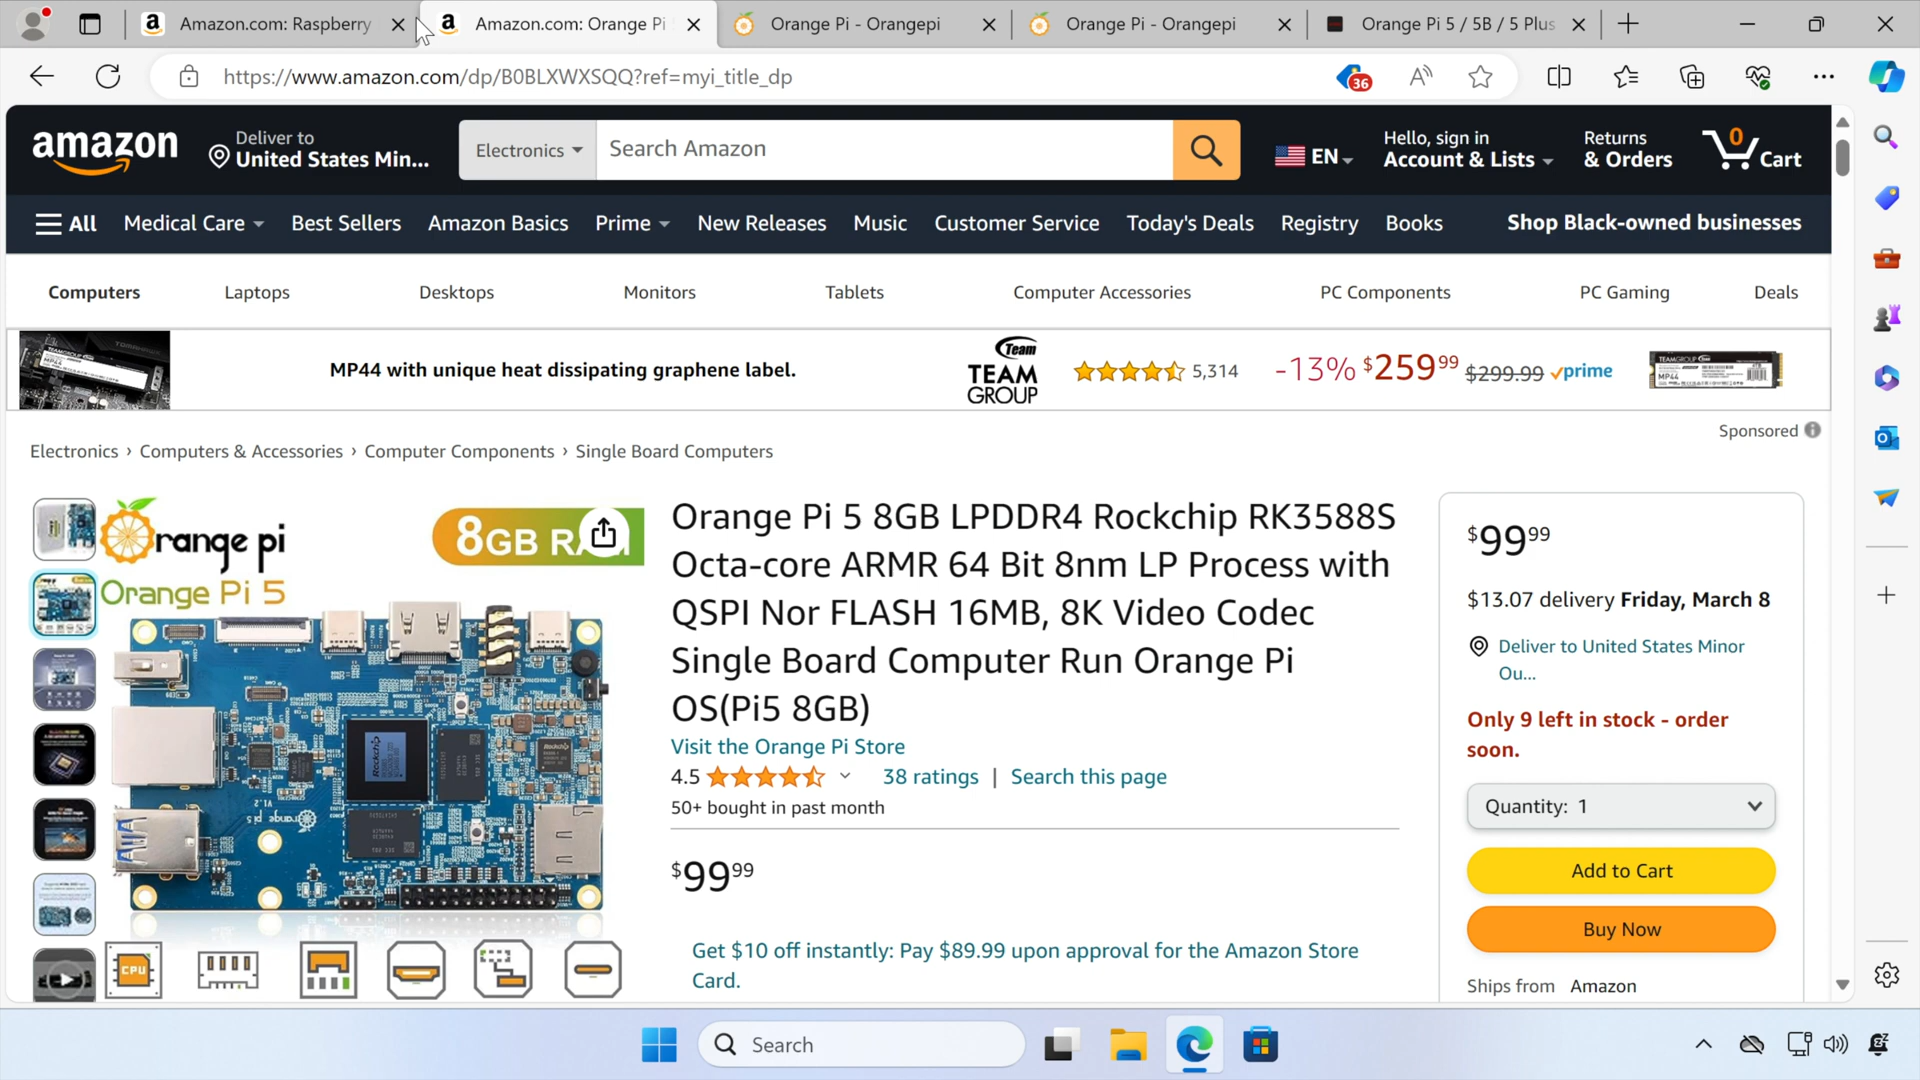 Amazon.com: Raspberry
Amazon.com: Orange Pi
Orange Pi - Orangepi
Orange Pi - Orangepi
Orange Pi 5 / 5B / 5 Plus
https://www.amazon.com/dp/B0BLXWXSQQ?ref=myi_title_dp
36
amazon
Deliver to
United States Min...
Electronics
Search Amazon
EN
Hello, sign in
Account & Lists
Returns
& Orders
0
Cart
All
Medical Care
Best Sellers
Amazon Basics
Prime
New Releases
Music
Customer Service
Today's Deals
Registry
Books
Shop Black-owned businesses
Computers
Laptops
Desktops
Monitors
Tablets
Computer Accessories
PC Components
PC Gaming
Deals
MP44 with unique heat dissipating graphene label.
Team
TEAM
GROUP
5,314
-13% $259 99 $299.99 prime
Sponsored
Electronics › Computers & Accessories › Computer Components › Single Board Computers
orange pi
Orange Pi 5
8GB RA
Orange Pi 5 8GB LPDDR4 Rockchip RK3588S
Octa-core ARMR 64 Bit 8nm LP Process with
QSPI Nor FLASH 16MB, 8K Video Codec
Single Board Computer Run Orange Pi
OS(Pi5 8GB)
Visit the Orange Pi Store
4.5
38 ratings | Search this page
50+ bought in past month
$99 99
Get $10 off instantly: Pay $89.99 upon approval for the Amazon Store
Card.
Rockchip
CPU
$99 99
$13.07 delivery Friday, March 8
Deliver to United States Minor
Ou...
Only 9 left in stock - order
soon.
Quantity: 1
Add to Cart
Buy Now
Ships from Amazon
Search